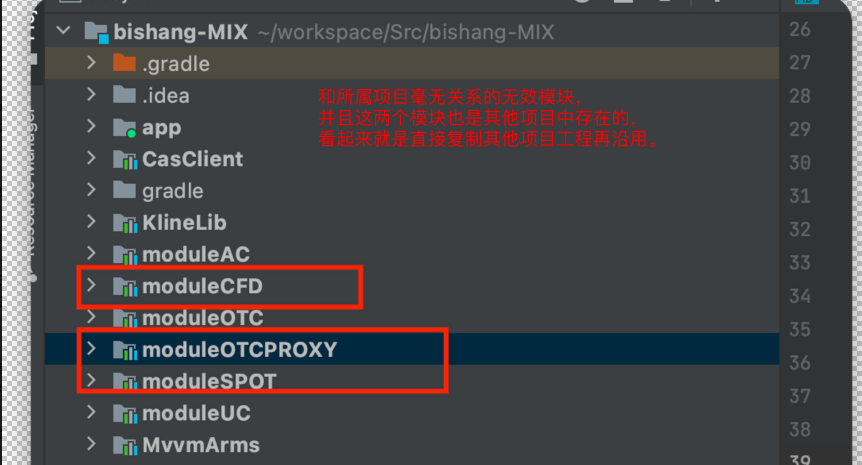 bishang-MIX ~/workspace/Src/bishang-MIX
.gradle
.idea
app
CasClient
gradle
KlineLib
moduleAC
moduleCFD
moduleOTC
moduleOTCPROXY
moduleSPOT
moduleUC
MvvmArms
和所属项目毫无关系的无效模块，
并且这两个模块也是其他项目中存在的，
看起来就是直接复制其他项目工程再沿用。
26
27
28
29
30
31
32
33
34
35
36
37
38
39
Resource Manager